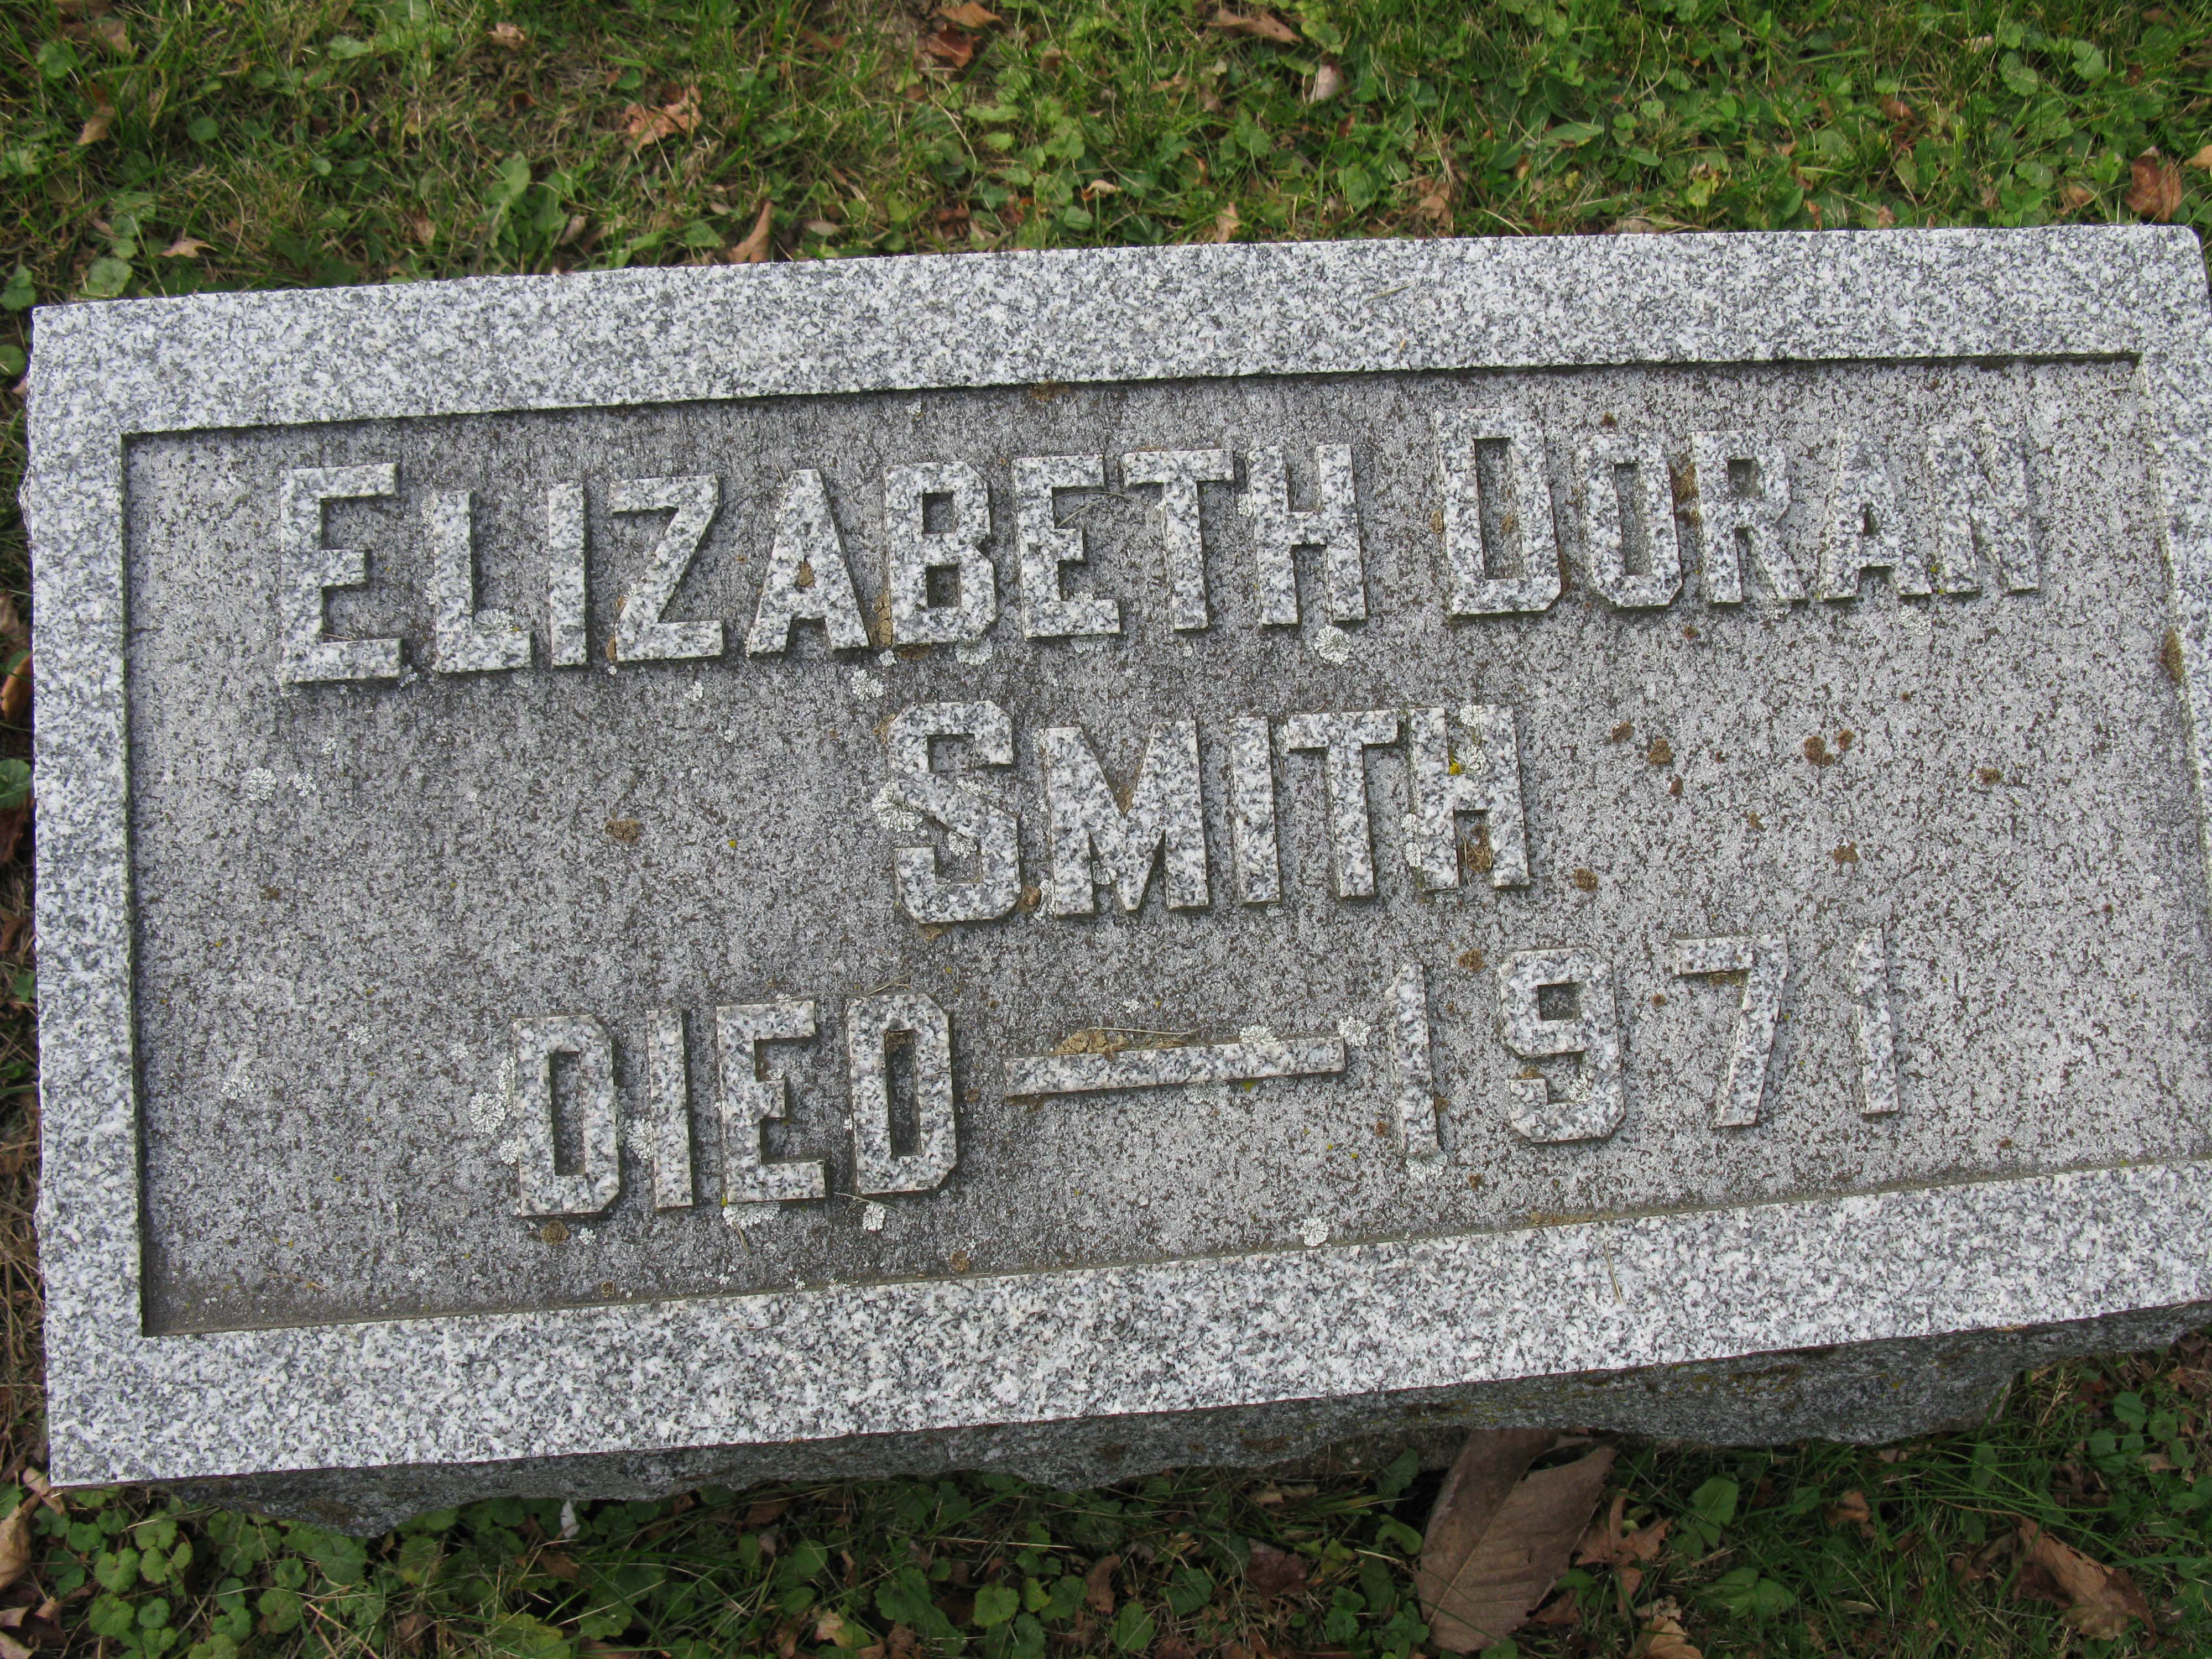 ELIZABETH DORAN
SMITH
DIED — 1971